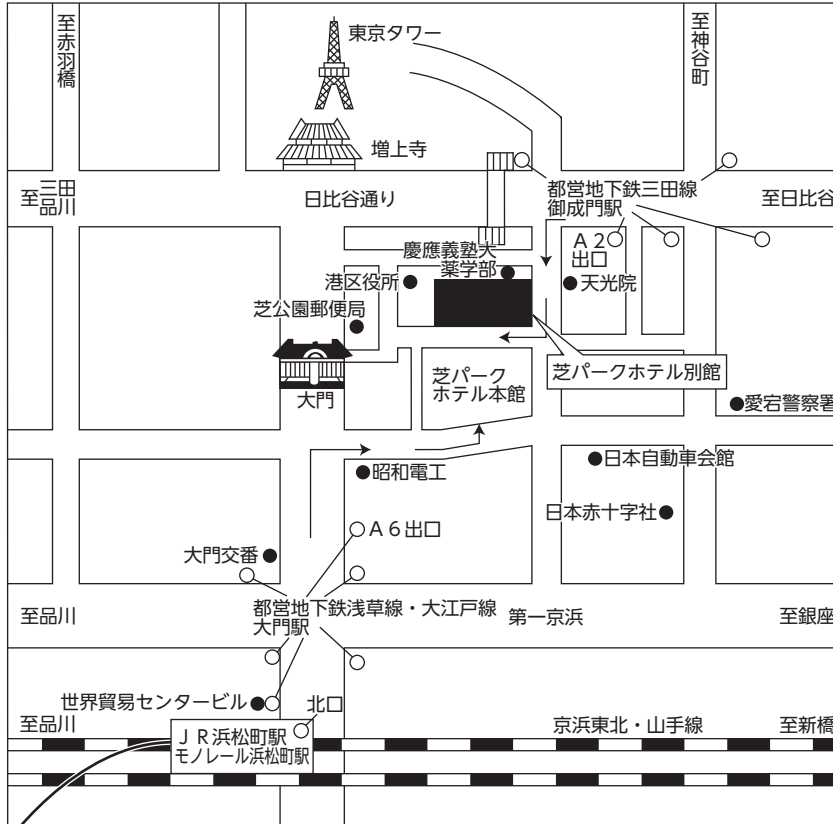 至赤羽橋
東京タワー
至神谷町
増上寺
至三田
品川
日比谷通り
都営地下鉄三田線
御成門駅
至日比谷
A2
出口
慶應義塾大
薬学部
港区役所
天光院
芝公園郵便局
芝パーク
ホテル本館
芝パークホテル別館
大門
愛宕警察署
昭和電工
日本自動車会館
日本赤十字社
A6出口
大門交番
至品川
都営地下鉄浅草線・大江戸線
大門駅
第一京浜
至銀座
世界貿易センタービル
北口
至品川
JR浜松町駅
モノレール浜松町駅
京浜東北・山手線
至新橋